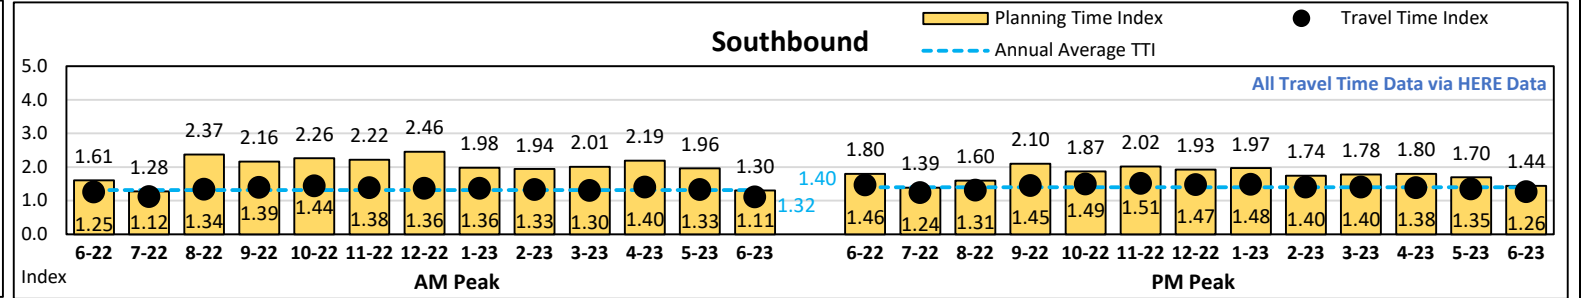 Planning Time Index
Travel Time Index
Southbound
Annual Average TTI
5.0
All Travel Time Data via HERE Data
4.0
3.0
2.0
1.0
0.0
1.61 1.28 2.37 2.16 2.26 2.22 2.46 1.98 1.94 2.01 2.19 1.96 1.30
1.80 1.39 1.60 2.10 1.87 2.02 1.93 1.97 1.74 1.78 1.80 1.70 1.44
1.40
1.32
1.25 1.12 1.34 1.39 1.44 1.38 1.36 1.36 1.33 1.30 1.40 1.33 1.11
1.46 1.24 1.31 1.45 1.49 1.51 1.47 1.48 1.40 1.40 1.38 1.35 1.26
6-22 7-22 8-22 9-22 10-22 11-22 12-22 1-23 2-23 3-23 4-23 5-23 6-23
6-22 7-22 8-22 9-22 10-22 11-22 12-22 1-23 2-23 3-23 4-23 5-23 6-23
Index
AM Peak
PM Peak